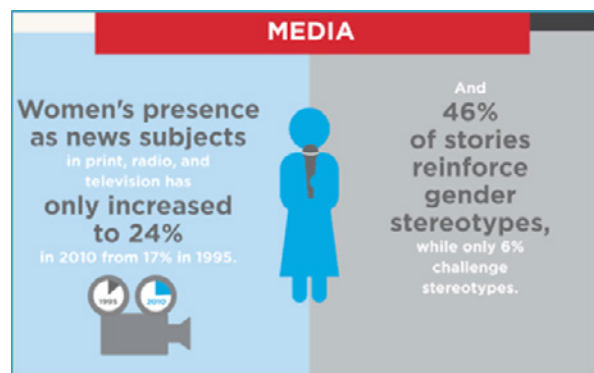 MEDIA
Women's presence
as news subjects
in print, radio, and
television has
only increased
to 24%
in 2010 from 17% in 1995.
1995
2010
And
46%
of stories
reinforce
gender
stereotypes,
while only 6%
challenge
stereotypes.